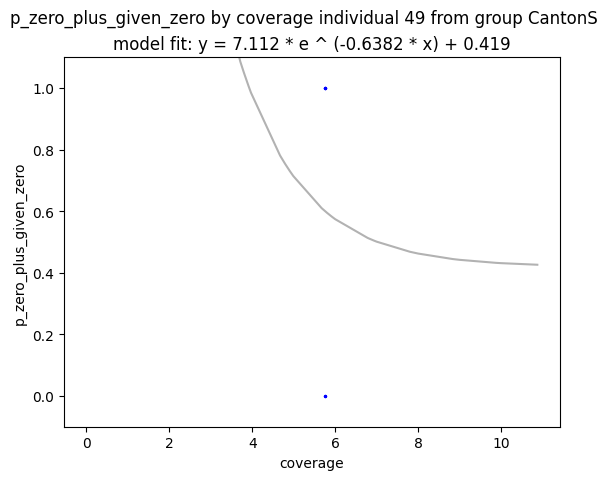 p_zero_plus_given_zero by coverage individual 49 from group CantonS
model fit: y = 7.112 * e ^ (-0.6382 * x) + 0.419
p_zero_plus_given_zero
1.0
0.8
0.6
0.4
0.2
0.0
0 2 4 6 8 10
coverage